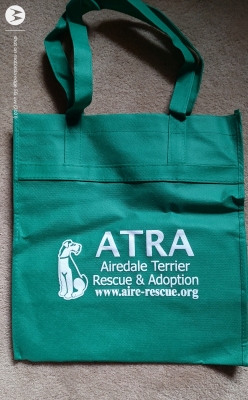 ATRA
Airedale Terrier
Rescue & Adoption
www.aire-rescue.org